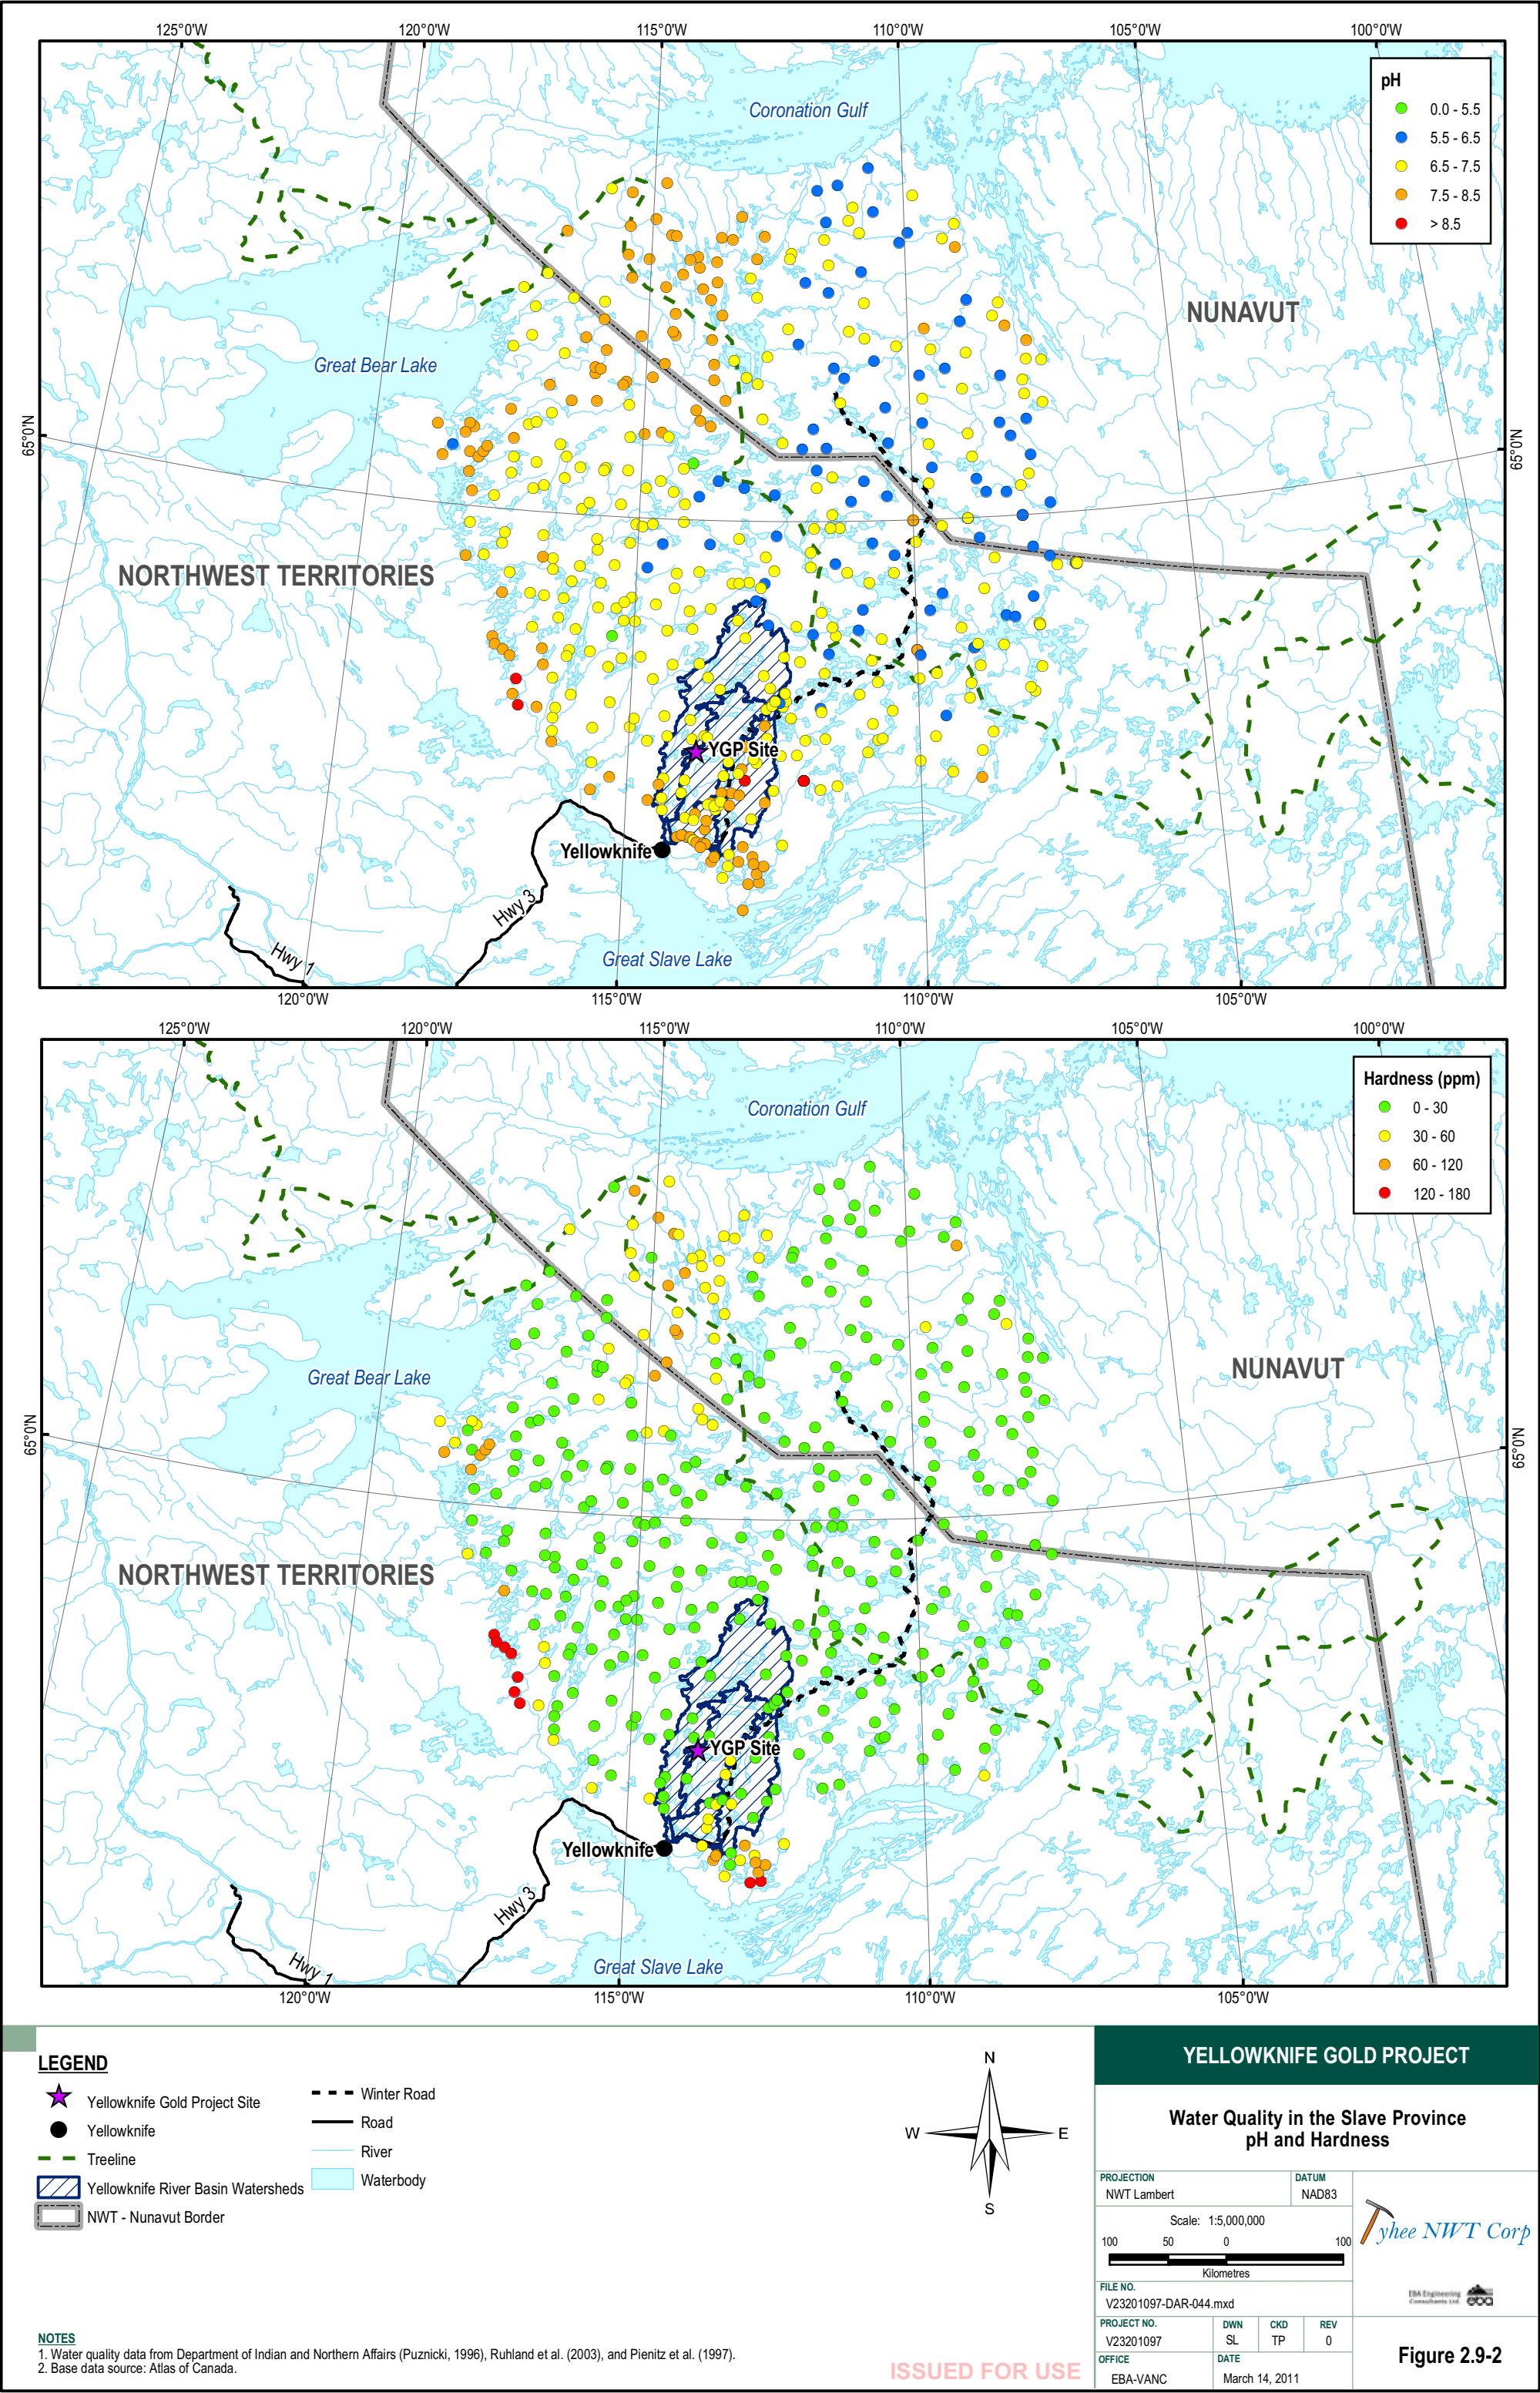 125°0'W 120°0'W 115°0'W 110°0'W 105°0'W 100°0'W
pH
0.0 - 5.5
5.5 - 6.5
6.5 - 7.5
7.5 - 8.5
> 8.5
Coronation Gulf
NUNAVUT
Great Bear Lake
65°0'N
65°0'N
NORTHWEST TERRITORIES
YGP Site
Yellowknife
Hwy 3
Hwy 1
Great Slave Lake
120°0'W 115°0'W 110°0'W 105°0'W
125°0'W 120°0'W 115°0'W 110°0'W 105°0'W 100°0'W
Hardness (ppm)
0 - 30
30 - 60
60 - 120
120 - 180
Coronation Gulf
NUNAVUT
Great Bear Lake
65°0'N
65°0'N
NORTHWEST TERRITORIES
YGP Site
Yellowknife
Hwy 3
Hwy 1
Great Slave Lake
120°0'W 115°0'W 110°0'W 105°0'W
LEGEND
Yellowknife Gold Project Site
Yellowknife
Treeline
Yellowknife River Basin Watersheds
NWT - Nunavut Border
Winter Road
Road
River
Waterbody
N
W E
S
NOTES
1. Water quality data from Department of Indian and Northern Affairs (Puznicki, 1996), Ruhland et al. (2003), and Pienitz et al. (1997).
2. Base data source: Atlas of Canada.
ISSUED FOR USE
YELLOWKNIFE GOLD PROJECT
Water Quality in the Slave Province
pH and Hardness
PROJECTION
NWT Lambert
DATUM
NAD83
Scale: 1:5,000,000
100 50 0 100
Kilometres
FILE NO.
V23201097-DAR-044.mxd
PROJECT NO.
V23201097
DWN
SL
CKD
TP
REV
0
OFFICE
EBA-VANC
DATE
March 14, 2011
Tyhee NWT Corp
EBA Engineering
Consultants Ltd.
eba
Figure 2.9-2